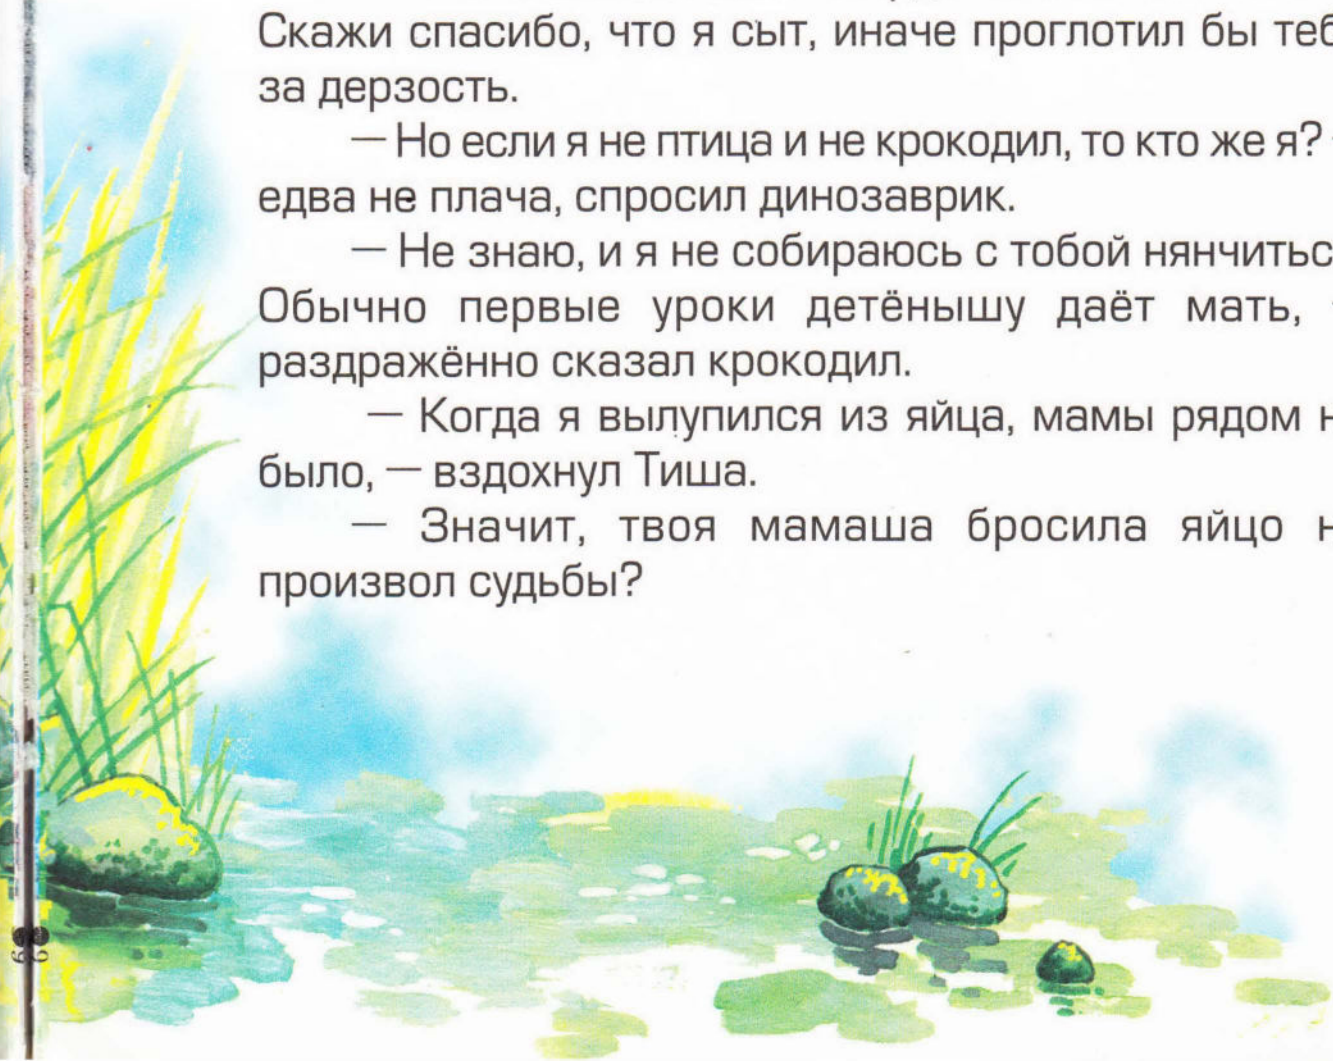 Скажи спасибо, что я сыт, иначе проглотил бы теб
за дерзость.
— Но если я не птица и не крокодил, то кто же я?
едва не плача, спросил динозаврик.
— Не знаю, и я не собираюсь с тобой нянчитьс
Обычно первые уроки детёнышу даёт мать,
раздражённо сказал крокодил.
— Когда я вылупился из яйца, мамы рядом н
было, — вздохнул Тиша.
— Значит, твоя мамаша бросила яйцо н
произвол судьбы?